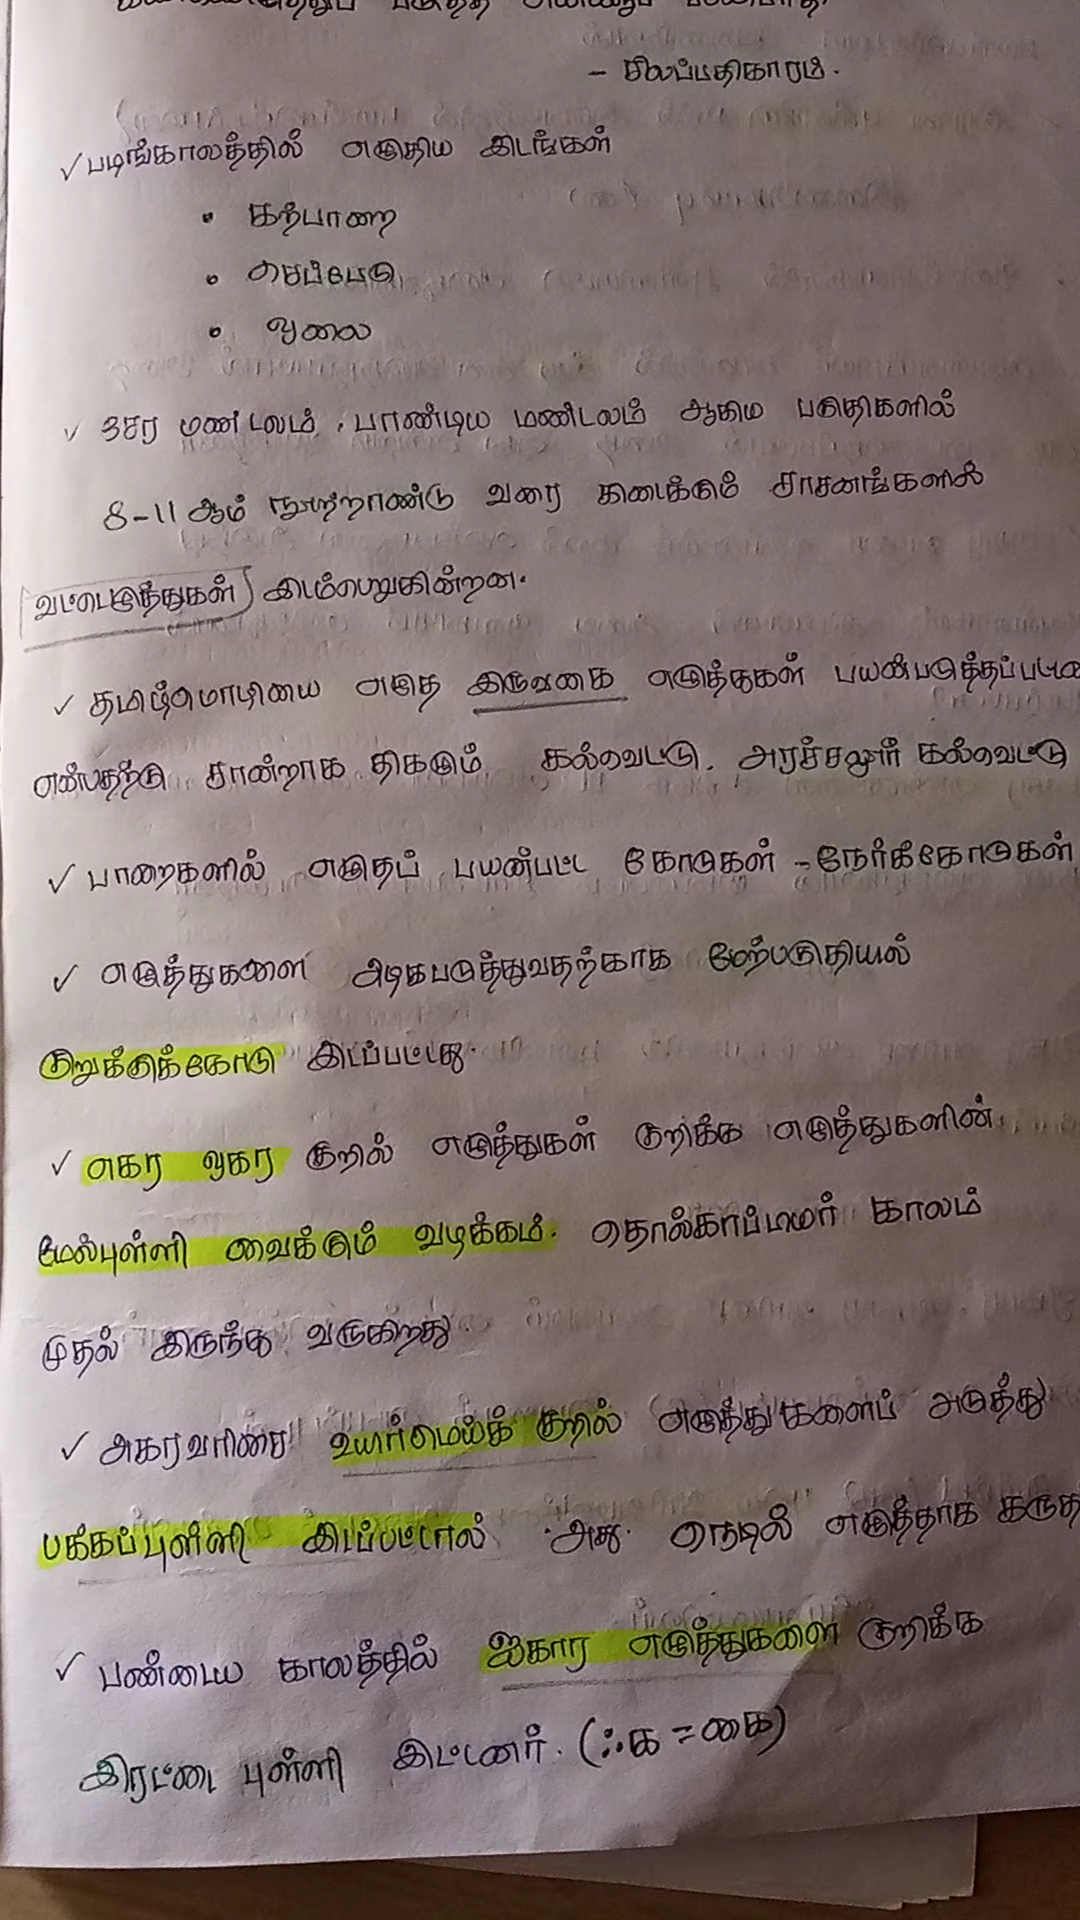 - சிலப்பதிகாரம்.
✓ படிங்காலத்தில் எழுதிய இடங்கள்
• கற்பாறை
• செப்பேடு
• ஓலை
✓ சேர மண்டலம், பாண்டிய மண்டலம் ஆகிய பகுதிகளில்
8-11 ஆம் நூற்றாண்டு வரை கிடைக்கும் சாசனங்களில்
வட்டெழுத்துகள் இடம்பெறுகின்றன.
✓ தமிழ்மொழியை எழுத இருவகை எழுத்துகள் பயன்படுத்தப்பட்டன
என்பதற்கு சான்றாக திகழும் கல்வெட்டு. அரச்சலூர் கல்வெட்டு
✓ பாறைகளில் எழுதப் பயன்பட்ட கோடுகள் - நேர்க்கோடுகள்
✓ எழுத்துகளை அழகுபடுத்துவதற்காக மேற்பகுதியில்
குறுக்குக்கோடு இடப்பட்டது.
✓ எகர ஒகர குறில் எழுத்துகள் குறிக்க எழுத்துகளின்
மேல்புள்ளி வைக்கும் வழக்கம். தொல்காப்பியர் காலம்
முதல் இருந்து வருகிறது.
✓ அகரவரிசை உயிர்மெய்க் குறில் எழுத்துகளைப் அடுத்து
பக்கப்புள்ளி இடப்பட்டால் அது நெடில் எழுத்தாக கருத
✓ பண்டைய காலத்தில் ஐகார எழுத்துகளை குறிக்க
இரட்டை புள்ளி இட்டனர். (ஃக = கை)